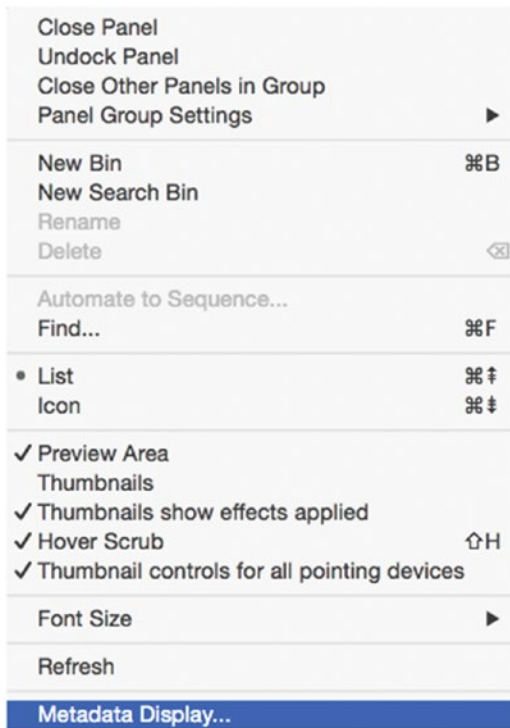 Close Panel
Undock Panel
Close Other Panels in Group
Panel Group Settings ▶
New Bin ⌘B
New Search Bin
Rename
Delete ⌫
Automate to Sequence...
Find... ⌘F
• List ⌘⇞
Icon ⌘⇟
✓ Preview Area
Thumbnails
✓ Thumbnails show effects applied
✓ Hover Scrub ⇧H
✓ Thumbnail controls for all pointing devices
Font Size ▶
Refresh
Metadata Display...